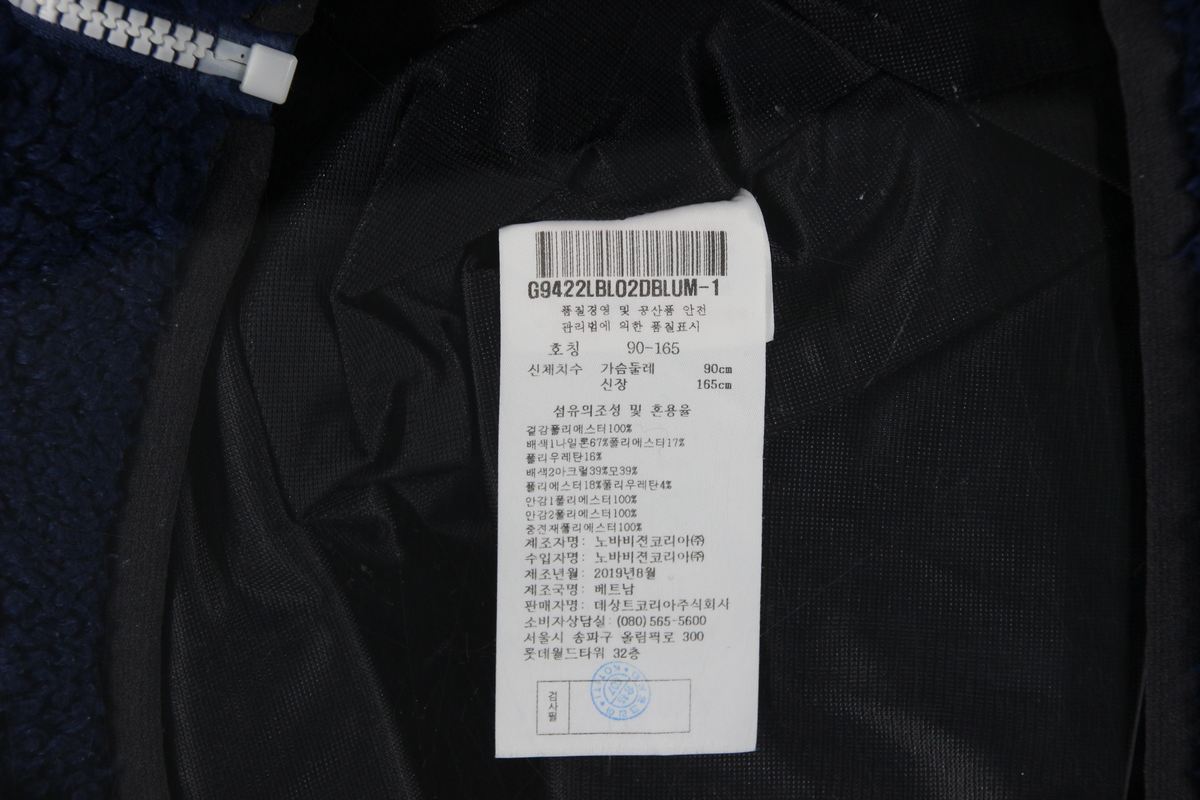 G9422LBL02DBLUM-1
품질경영 및 공산품 안전
관리법에 의한 품질표시
호칭 90-165
신체치수 가슴둘레 90cm
신장 165cm
섬유의조성 및 혼용율
겉감폴리에스터100%
배색1나일론67%폴리에스터17%
폴리우레탄16%
배색2아크릴39%모39%
폴리에스터18%폴리우레탄4%
안감1폴리에스터100%
안감2폴리에스터100%
충전재폴리에스터100%
제조자명: 노바비젼코리아㈜
수입자명: 노바비젼코리아㈜
제조년월: 2019년8월
제조국명: 베트남
판매자명: 데상트코리아주식회사
소비자상담실: (080)565-5600
서울시 송파구 올림픽로 300
롯데월드타워 32층
검사필